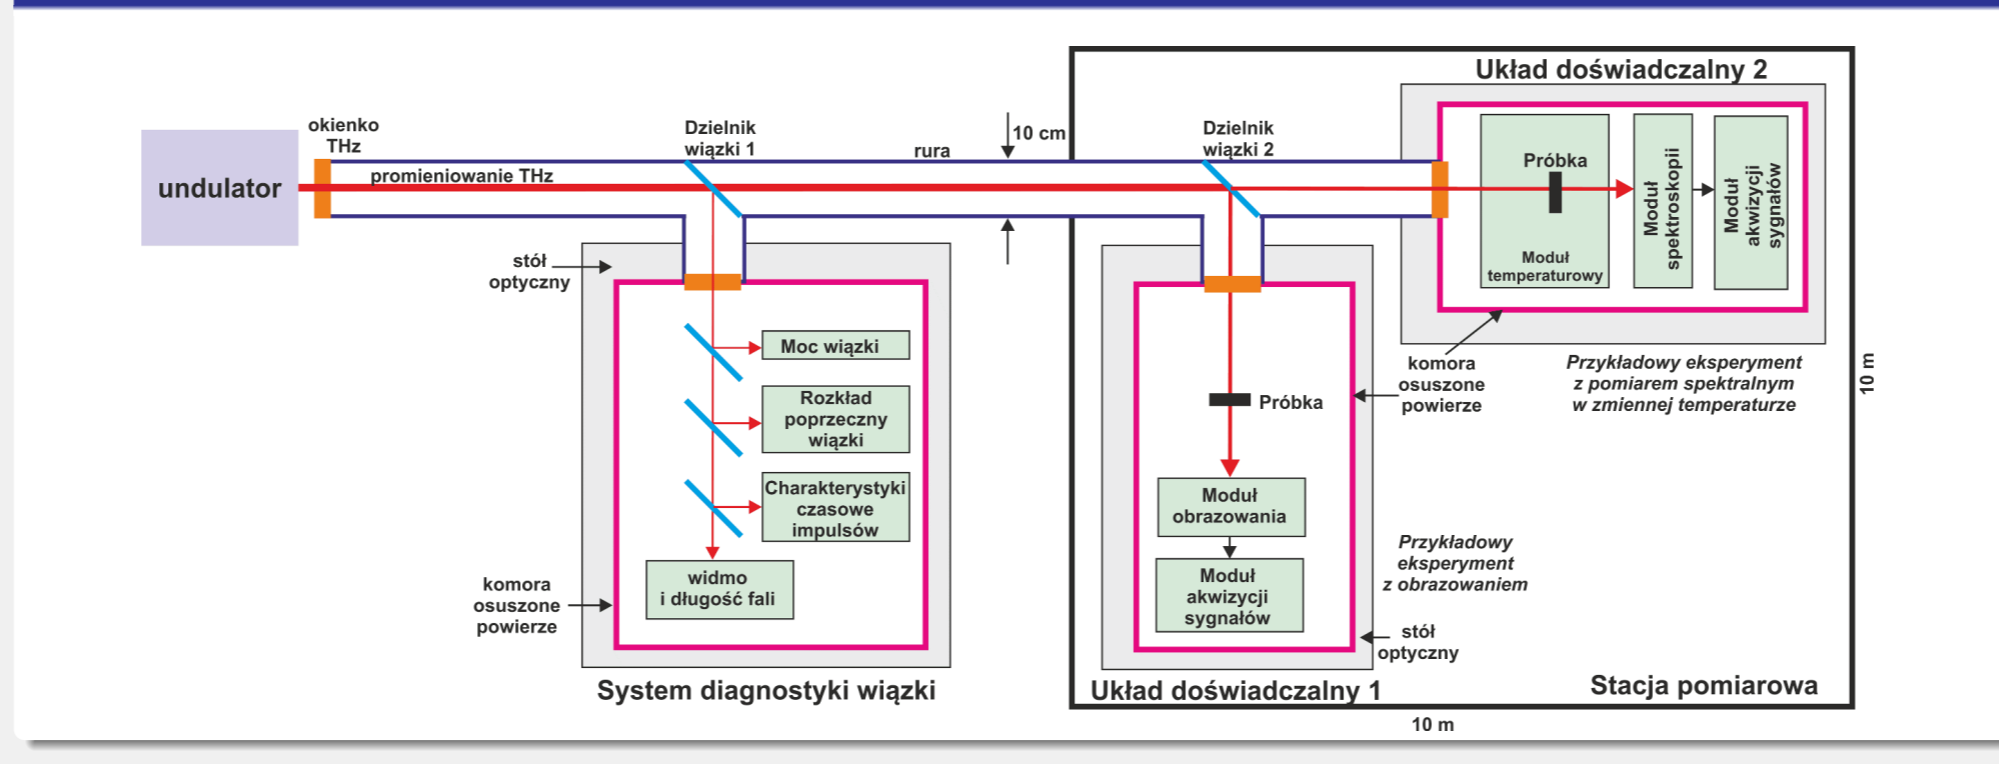 Układ doświadczalny 2
okienko
THz
Dzielnik
wiązki 1
rura
10 cm
Dzielnik
wiązki 2
undulator
promieniowanie THz
Próbka
Moduł
temperaturowy
Moduł
spektroskopii
Moduł
akwizycji
sygnałów
stół
optyczny
Moc wiązki
Rozkład
poprzeczny
wiązki
Charakterystyki
czasowe
impulsów
widmo
i długość fali
komora
osuszone
powierze
System diagnostyki wiązki
Próbka
Moduł
obrazowania
Moduł
akwizycji
sygnałów
komora
osuszone
powierze
Przykładowy eksperyment
z pomiarem spektralnym
w zmiennej temperaturze
10 m
Przykładowy
eksperyment
z obrazowaniem
stół
optyczny
Układ doświadczalny 1
Stacja pomiarowa
10 m